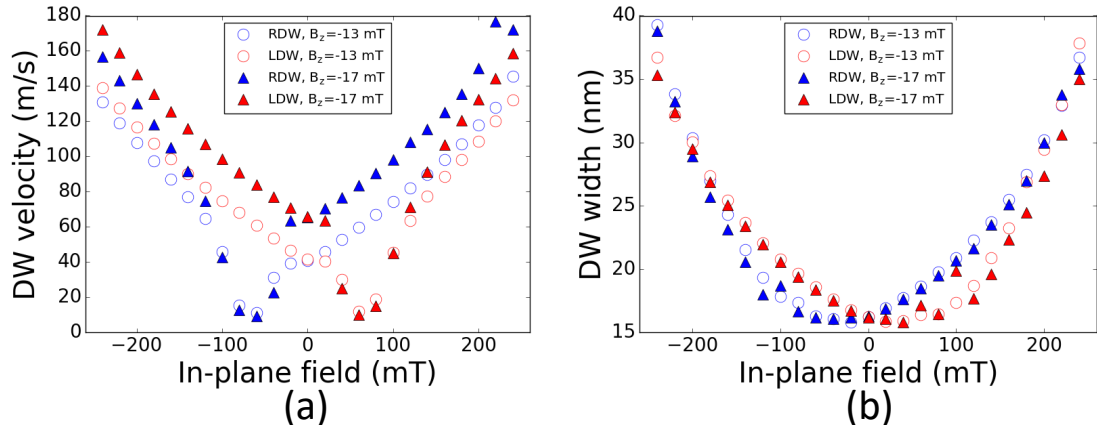 180
160
140
120
100
80
60
40
20
0
DW velocity (m/s)
RDW, Bz=-13 mT
LDW, Bz=-13 mT
RDW, Bz=-17 mT
LDW, Bz=-17 mT
−200 −100 0 100 200
In-plane field (mT)
(a)
40
35
30
25
20
15
DW width (nm)
RDW, Bz=-13 mT
LDW, Bz=-13 mT
RDW, Bz=-17 mT
LDW, Bz=-17 mT
−200 −100 0 100 200
In-plane field (mT)
(b)